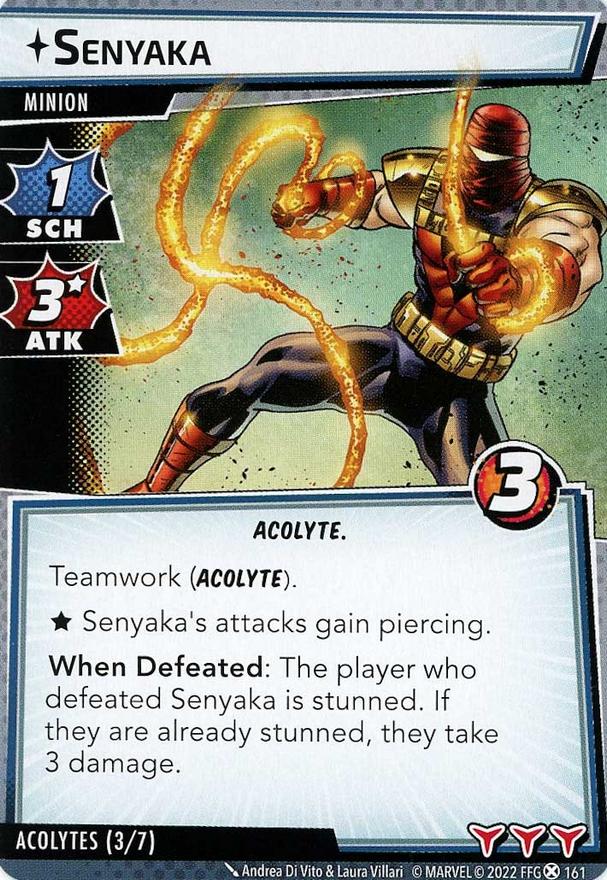 SENYAKA
MINION
1
SCH
3★
ATK
3
ACOLYTE.
Teamwork (ACOLYTE).
★ Senyaka's attacks gain piercing.
When Defeated: The player who
defeated Senyaka is stunned. If
they are already stunned, they take
3 damage.
ACOLYTES (3/7)
Andrea Di Vito & Laura Villari © MARVEL © 2022 FFG 161